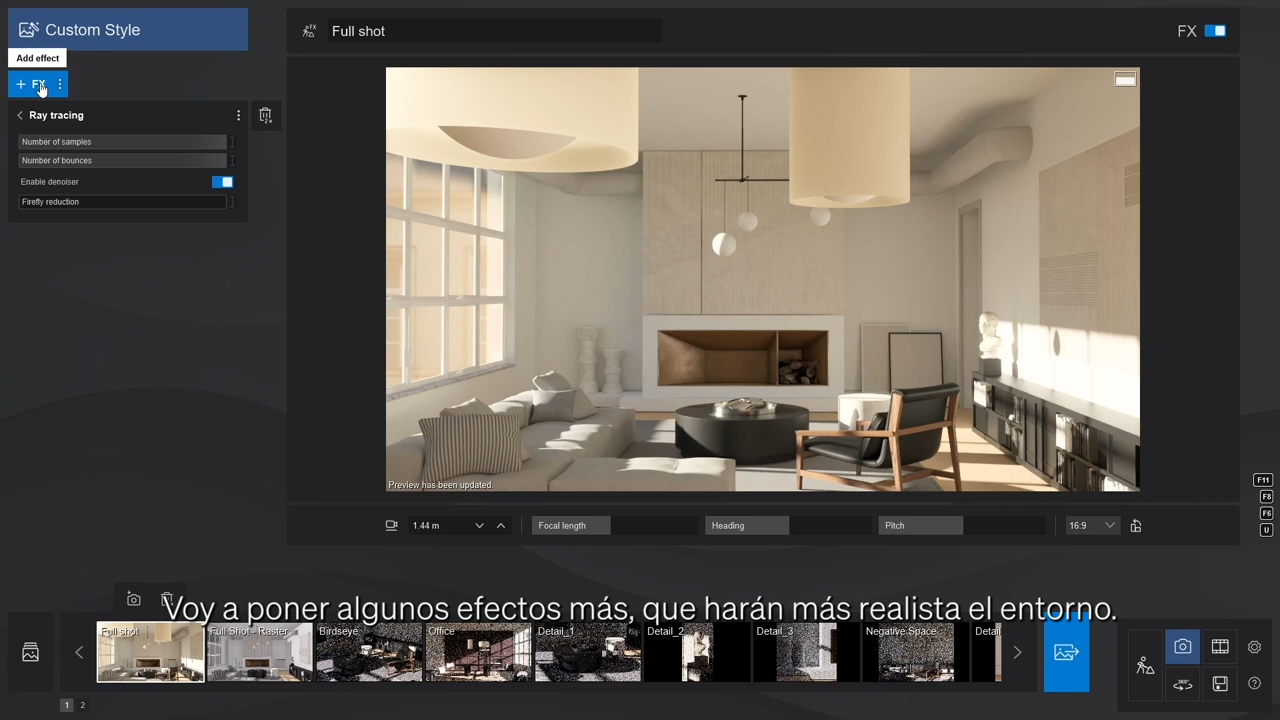 Custom Style
Full shot
FX
Add effect
+ FX
Ray tracing
Number of samples
Number of bounces
Enable denoiser
Firefly reduction
Preview has been updated.
1.44 m
Focal length
Heading
Pitch
16:9
F11
F8
F6
U
Voy a poner algunos efectos más, que harán más realista el entorno.
Full shot
Full Shot - Raster
Birdseye
Office
Detail_1
Detail_2
Detail_3
Negative Space
Detail
360°
1 2